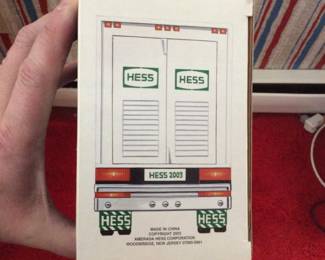 HESS HESS
HESS 2003
HESS HESS
MADE IN CHINA
COPYRIGHT 2003
AMERADA HESS CORPORATION
WOODBRIDGE, NEW JERSEY 07095-0961